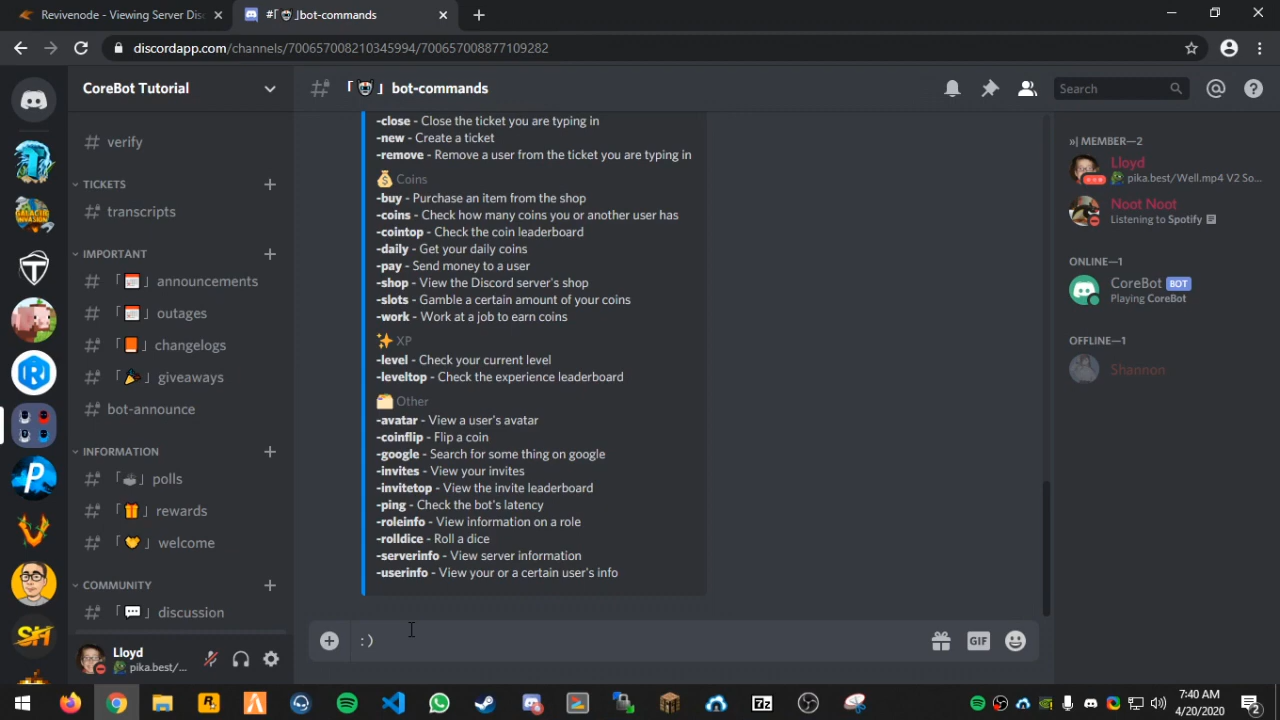 Revivenode - Viewing Server Disc
#「」bot-commands
discordapp.com/channels/700657008210345994/700657008877109282
CoreBot Tutorial
「」 bot-commands
Search
verify
TICKETS
transcripts
IMPORTANT
「」 announcements
「」 outages
「」 changelogs
「」 giveaways
bot-announce
INFORMATION
「」 polls
「」 rewards
「」 welcome
COMMUNITY
「」 discussion
Lloyd
pika.best/...
-close - Close the ticket you are typing in
-new - Create a ticket
-remove - Remove a user from the ticket you are typing in
Coins
-buy - Purchase an item from the shop
-coins - Check how many coins you or another user has
-cointop - Check the coin leaderboard
-daily - Get your daily coins
-pay - Send money to a user
-shop - View the Discord server's shop
-slots - Gamble a certain amount of your coins
-work - Work at a job to earn coins
XP
-level - Check your current level
-leveltop - Check the experience leaderboard
Other
-avatar - View a user's avatar
-coinflip - Flip a coin
-google - Search for some thing on google
-invites - View your invites
-invitetop - View the invite leaderboard
-ping - Check the bot's latency
-roleinfo - View information on a role
-rolldice - Roll a dice
-serverinfo - View server information
-userinfo - View your or a certain user's info
:)
GIF
»| MEMBER—2
Lloyd
pika.best/Well.mp4 V2 So...
Noot Noot
Listening to Spotify
ONLINE—1
CoreBot BOT
Playing CoreBot
OFFLINE—1
Shannon
7:40 AM
4/20/2020
2